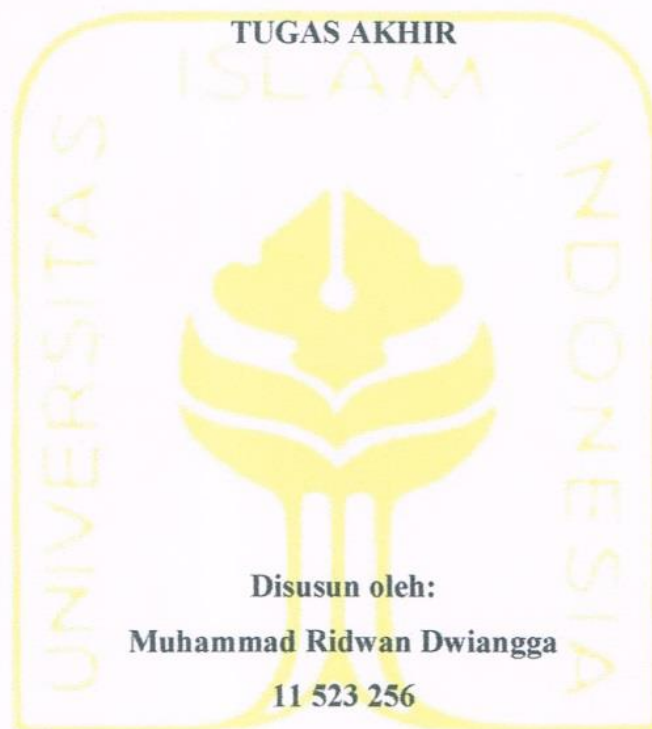 TUGAS AKHIR
ISLAM
UNIVERSITAS
INDONESIA
Disusun oleh:
Muhammad Ridwan Dwiangga
11 523 256